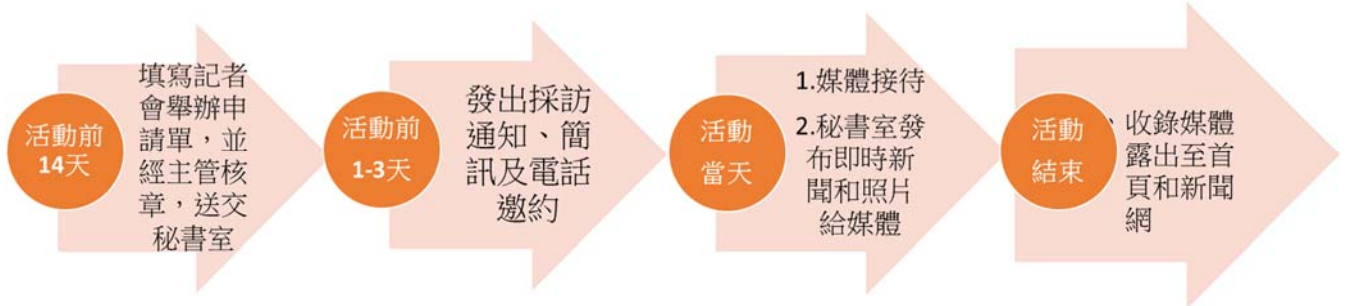 活動前
14天
填寫記者
會舉辦申
請單，並
經主管核
章，送交
秘書室
活動前
1-3天
發出採訪
通知、簡
訊及電話
邀約
活動
當天
1.媒體接待
2.秘書室發
布即時新
聞和照片
給媒體
活動
結束
、收錄媒體
露出至首
頁和新聞
網